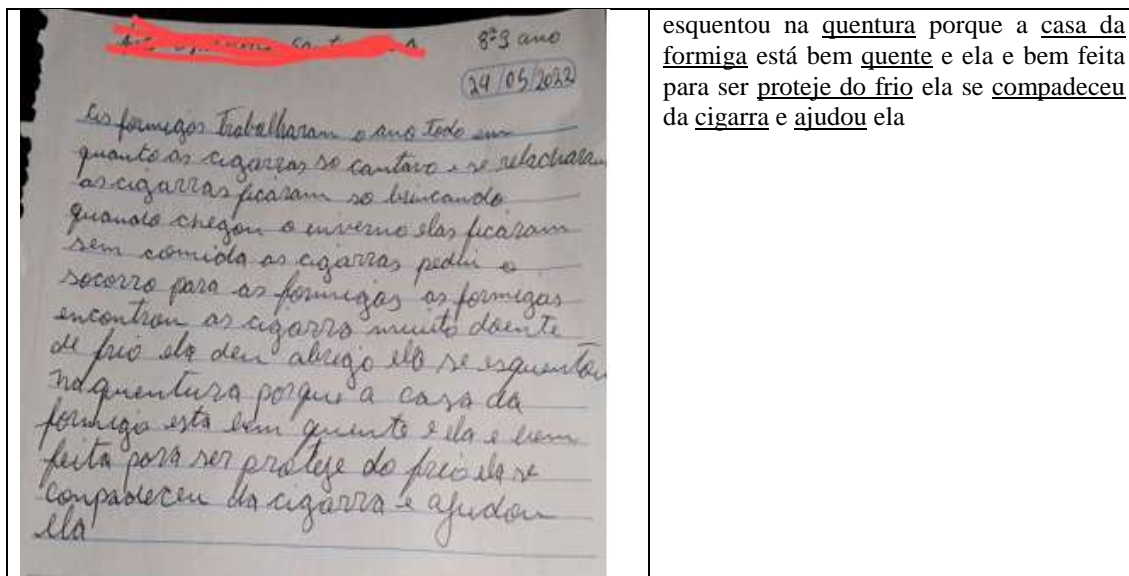 8º3 ano
24/05/2022
As formigas Trabalharam o ano Todo em
quanto as cigarras so cantavo e se relacharam
as cigarras ficaram so brincando
quando chegou o inverno elas ficaram
sem comida as cigarras pediu o
socorro para as formigas as formigas
encontrou as cigarra muito doente
de frio ela deu abrigo ela se esquentou
na quentura porque a casa da
formiga esta bem quente e ela e bem
feita para ser proteje do frio ela se
conpadeceu da cigarra e ajudou
ela
esquentou na quentura porque a casa da
formiga está bem quente e ela e bem feita
para ser proteje do frio ela se compadeceu
da cigarra e ajudou ela